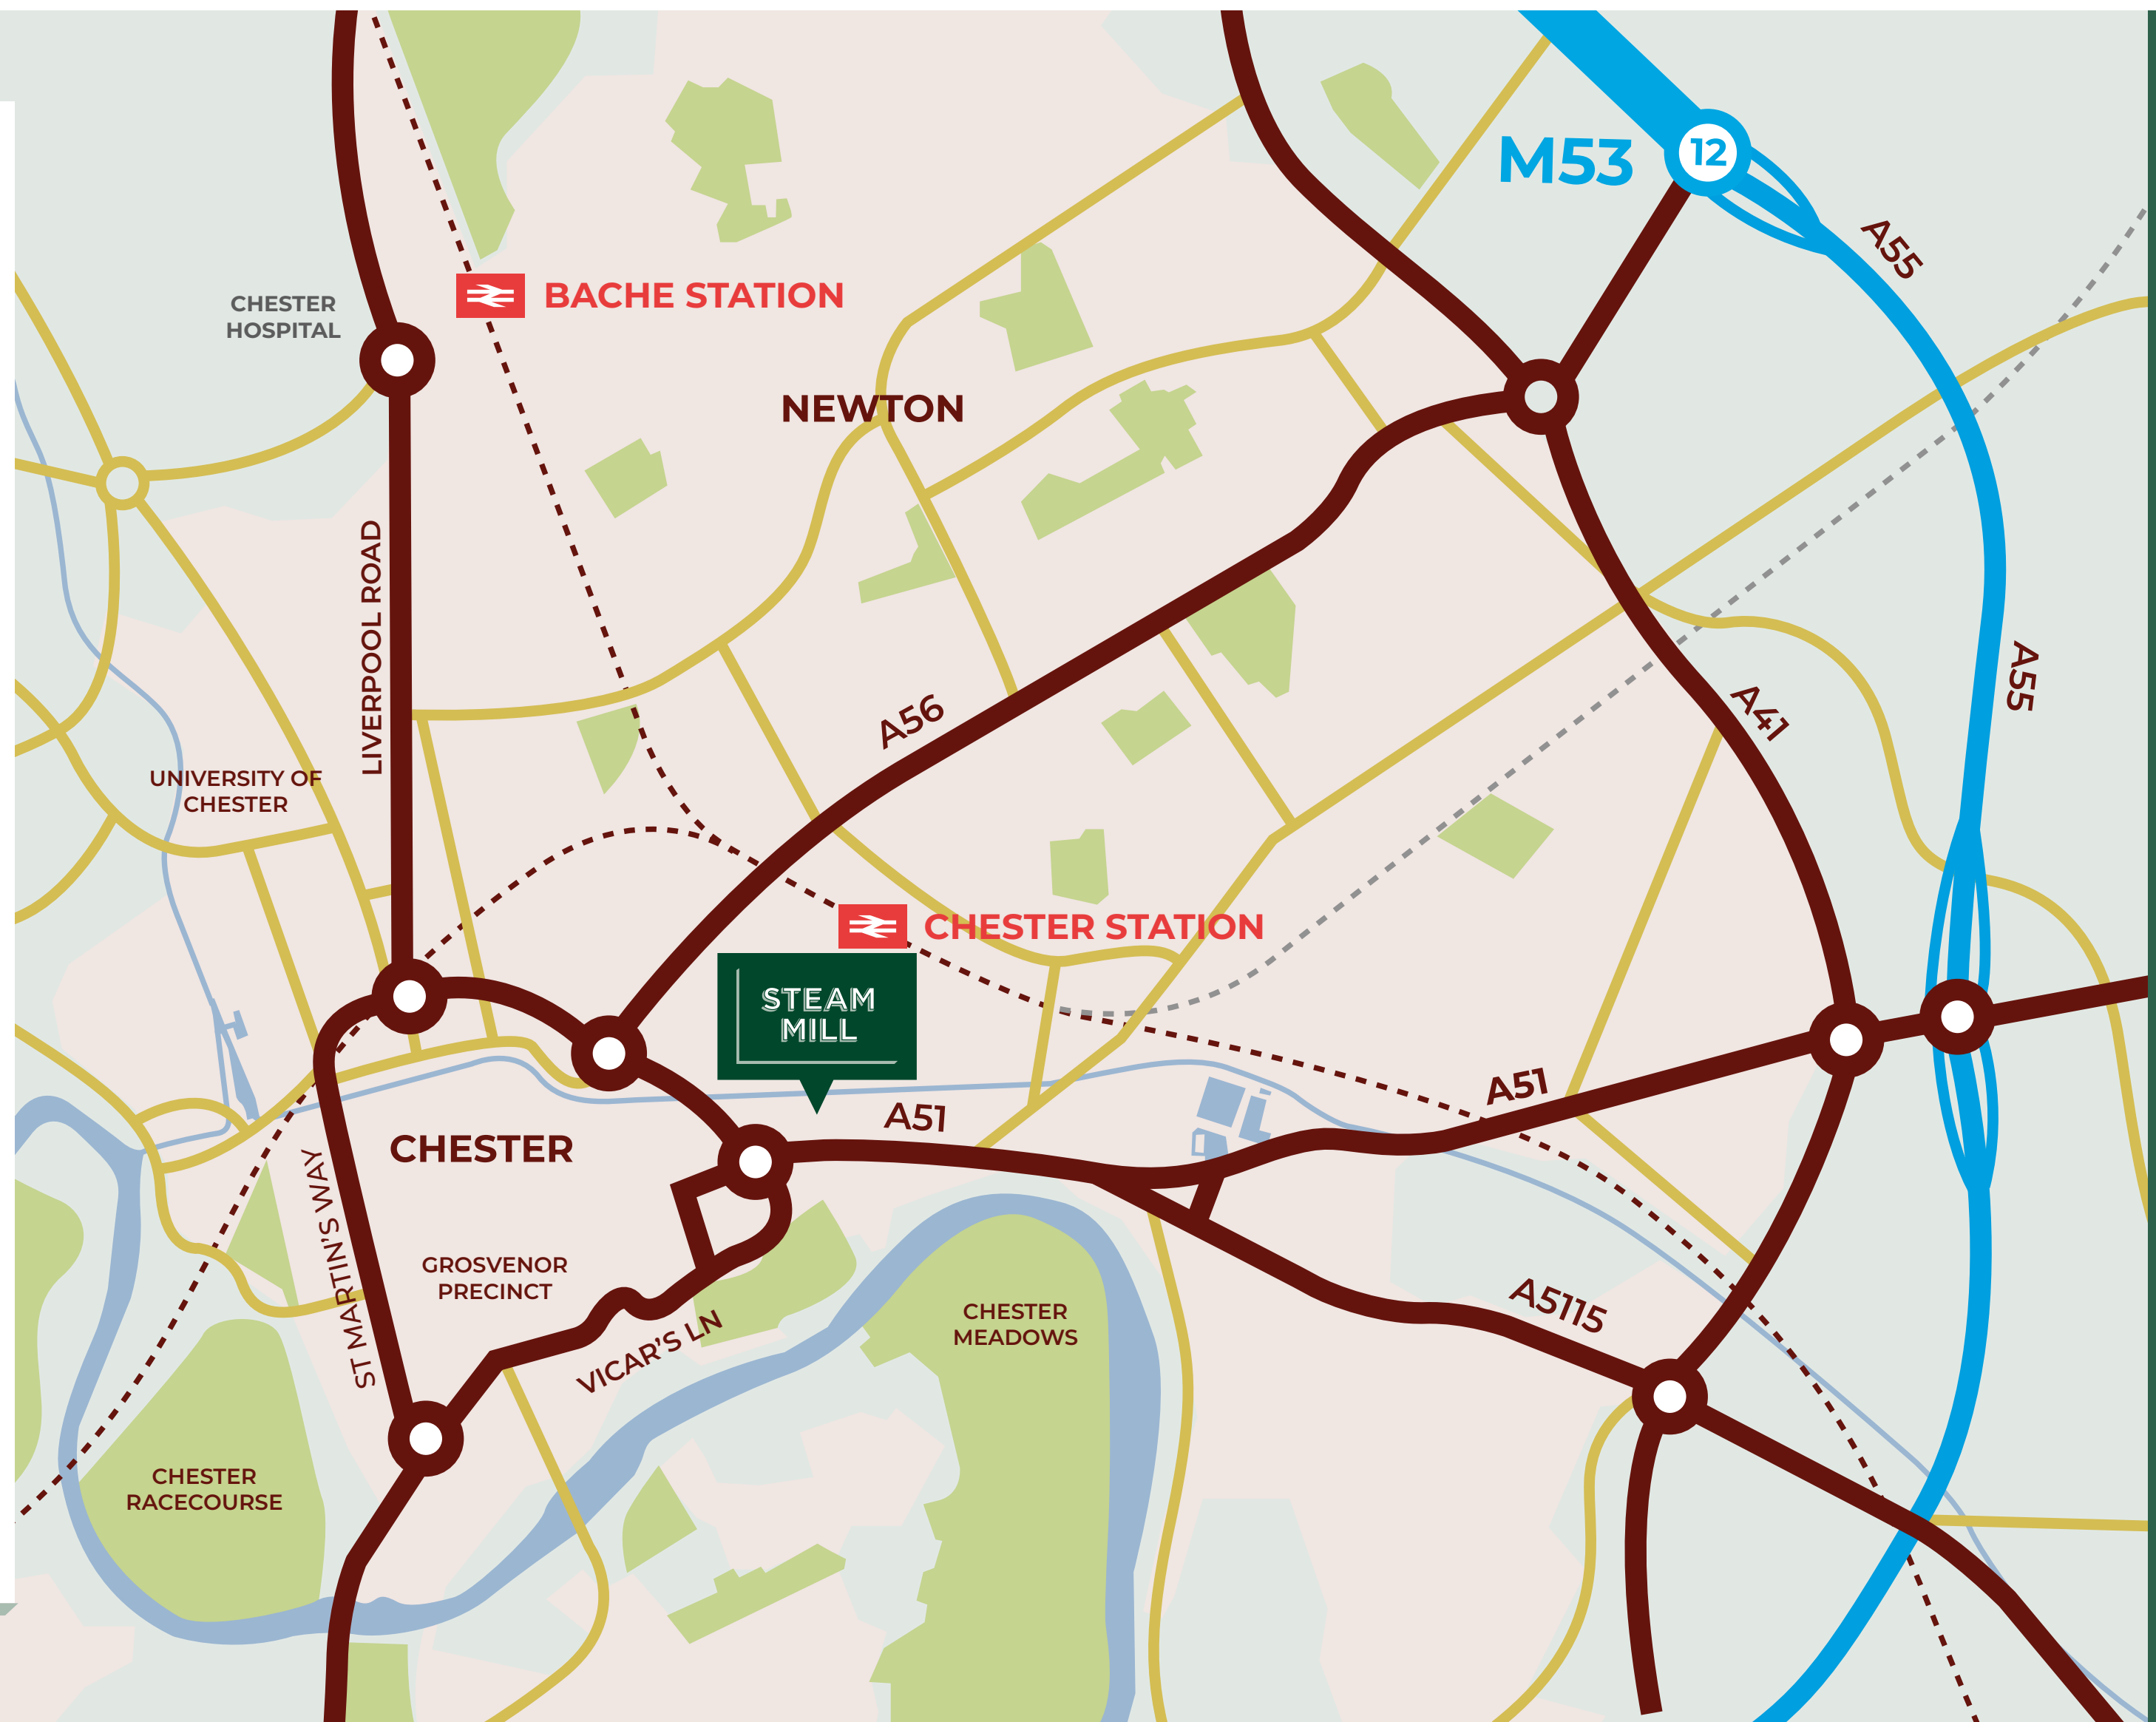 M53
12
A55
CHESTER
HOSPITAL
BACHE STATION
NEWTON
LIVERPOOL ROAD
A55
A56
A41
UNIVERSITY OF
CHESTER
CHESTER STATION
STEAM
MILL
A51
A51
CHESTER
ST MARTIN'S WAY
GROSVENOR
PRECINCT
VICAR'S LN
CHESTER
MEADOWS
A5115
CHESTER
RACECOURSE